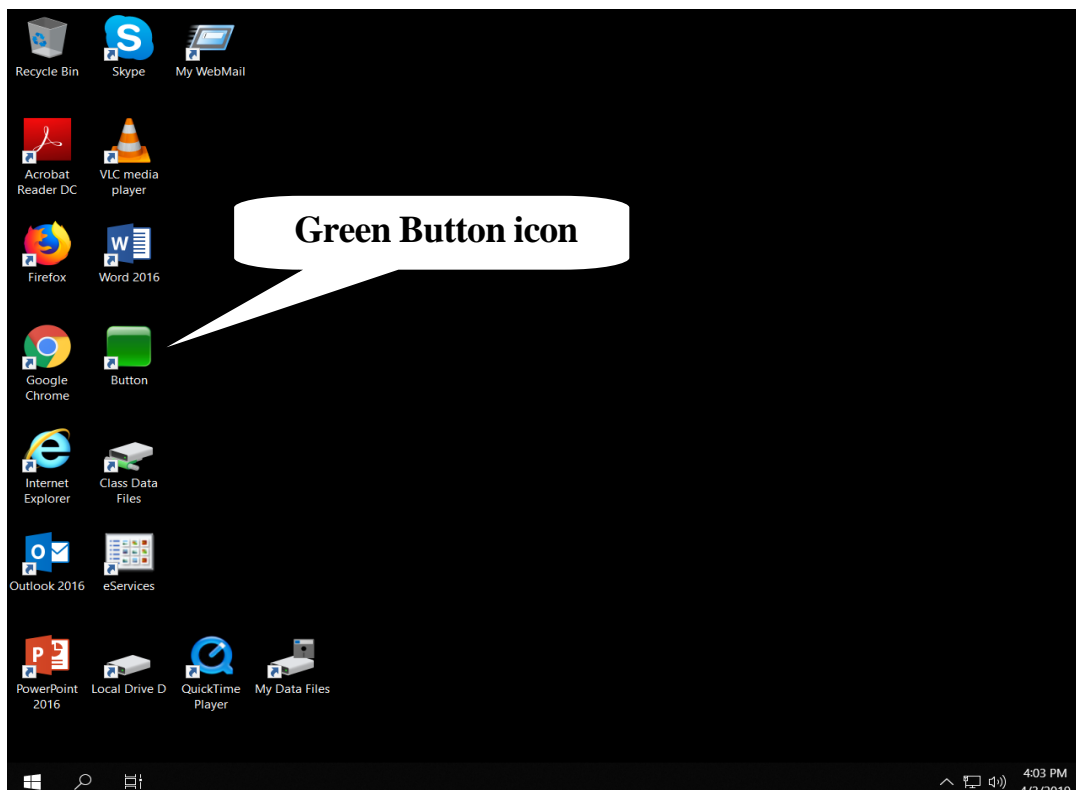 Recycle Bin
Skype
My WebMail
Acrobat
Reader DC
VLC media
player
Green Button icon
Firefox
Word 2016
Google
Chrome
Button
Internet
Explorer
Class Data
Files
Outlook 2016
eServices
PowerPoint
2016
Local Drive D
QuickTime
Player
My Data Files
4:03 PM